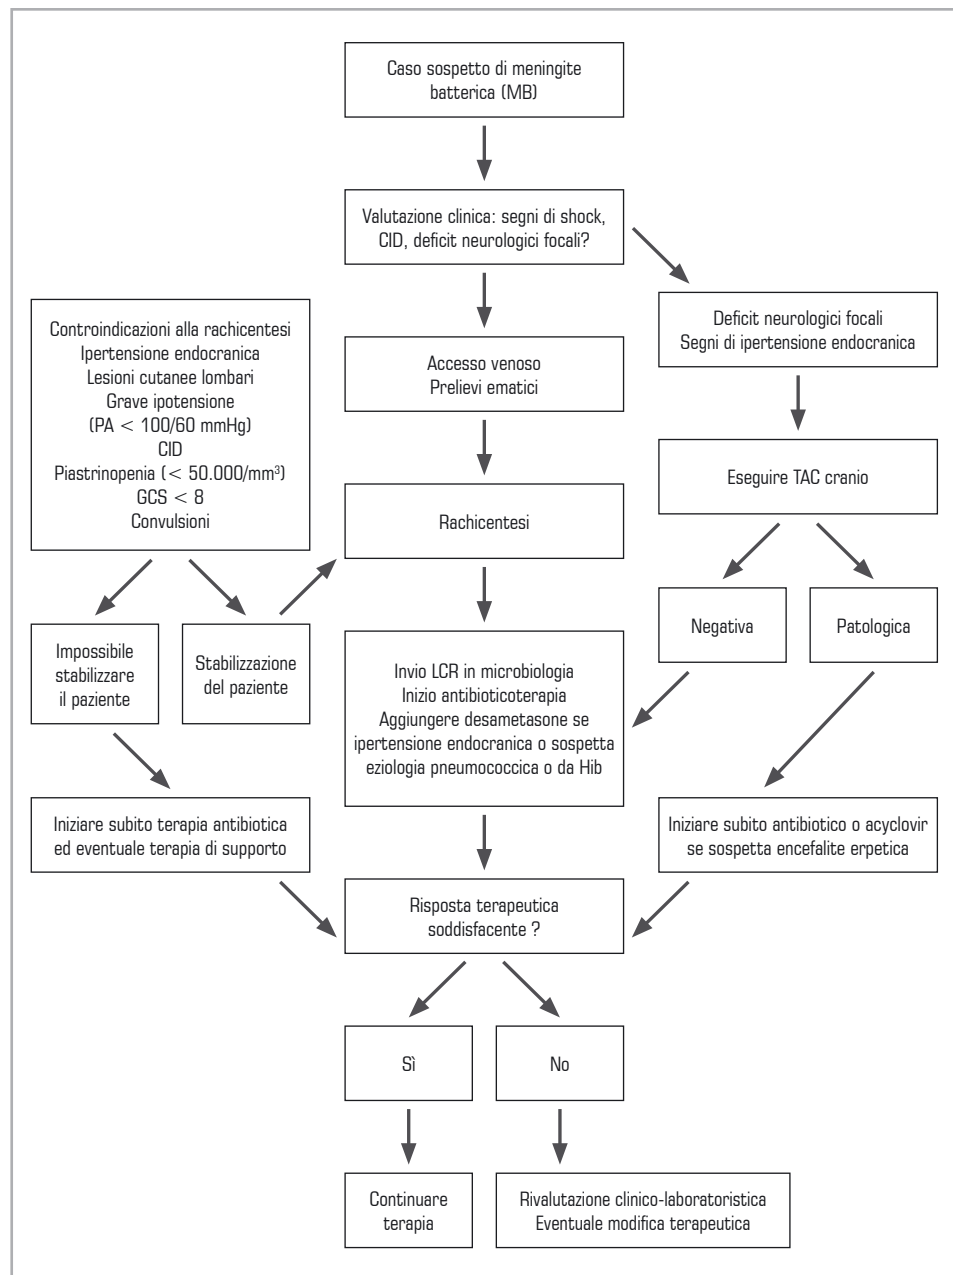 Caso sospetto di meningite
batterica (MB)
Valutazione clinica: segni di shock,
CID, deficit neurologici focali?
Deficit neurologici focali
Segni di ipertensione endocranica
Controindicazioni alla rachicentesi
Ipertensione endocranica
Lesioni cutanee lombari
Grave ipotensione
(PA < 100/60 mmHg)
CID
Piastrinopenia (< 50.000/mm³)
GCS < 8
Convulsioni
Accesso venoso
Prelievi ematici
Eseguire TAC cranio
Rachicentesi
Negativa
Patologica
Impossibile
stabilizzare
il paziente
Stabilizzazione
del paziente
Invio LCR in microbiologia
Inizio antibioticoterapia
Aggiungere desametasone se
ipertensione endocranica o sospetta
eziologia pneumococcica o da Hib
Iniziare subito terapia antibiotica
ed eventuale terapia di supporto
Iniziare subito antibiotico o acyclovir
se sospetta encefalite erpetica
Risposta terapeutica
soddisfacente ?
Sì
No
Continuare
terapia
Rivalutazione clinico-laboratoristica
Eventuale modifica terapeutica